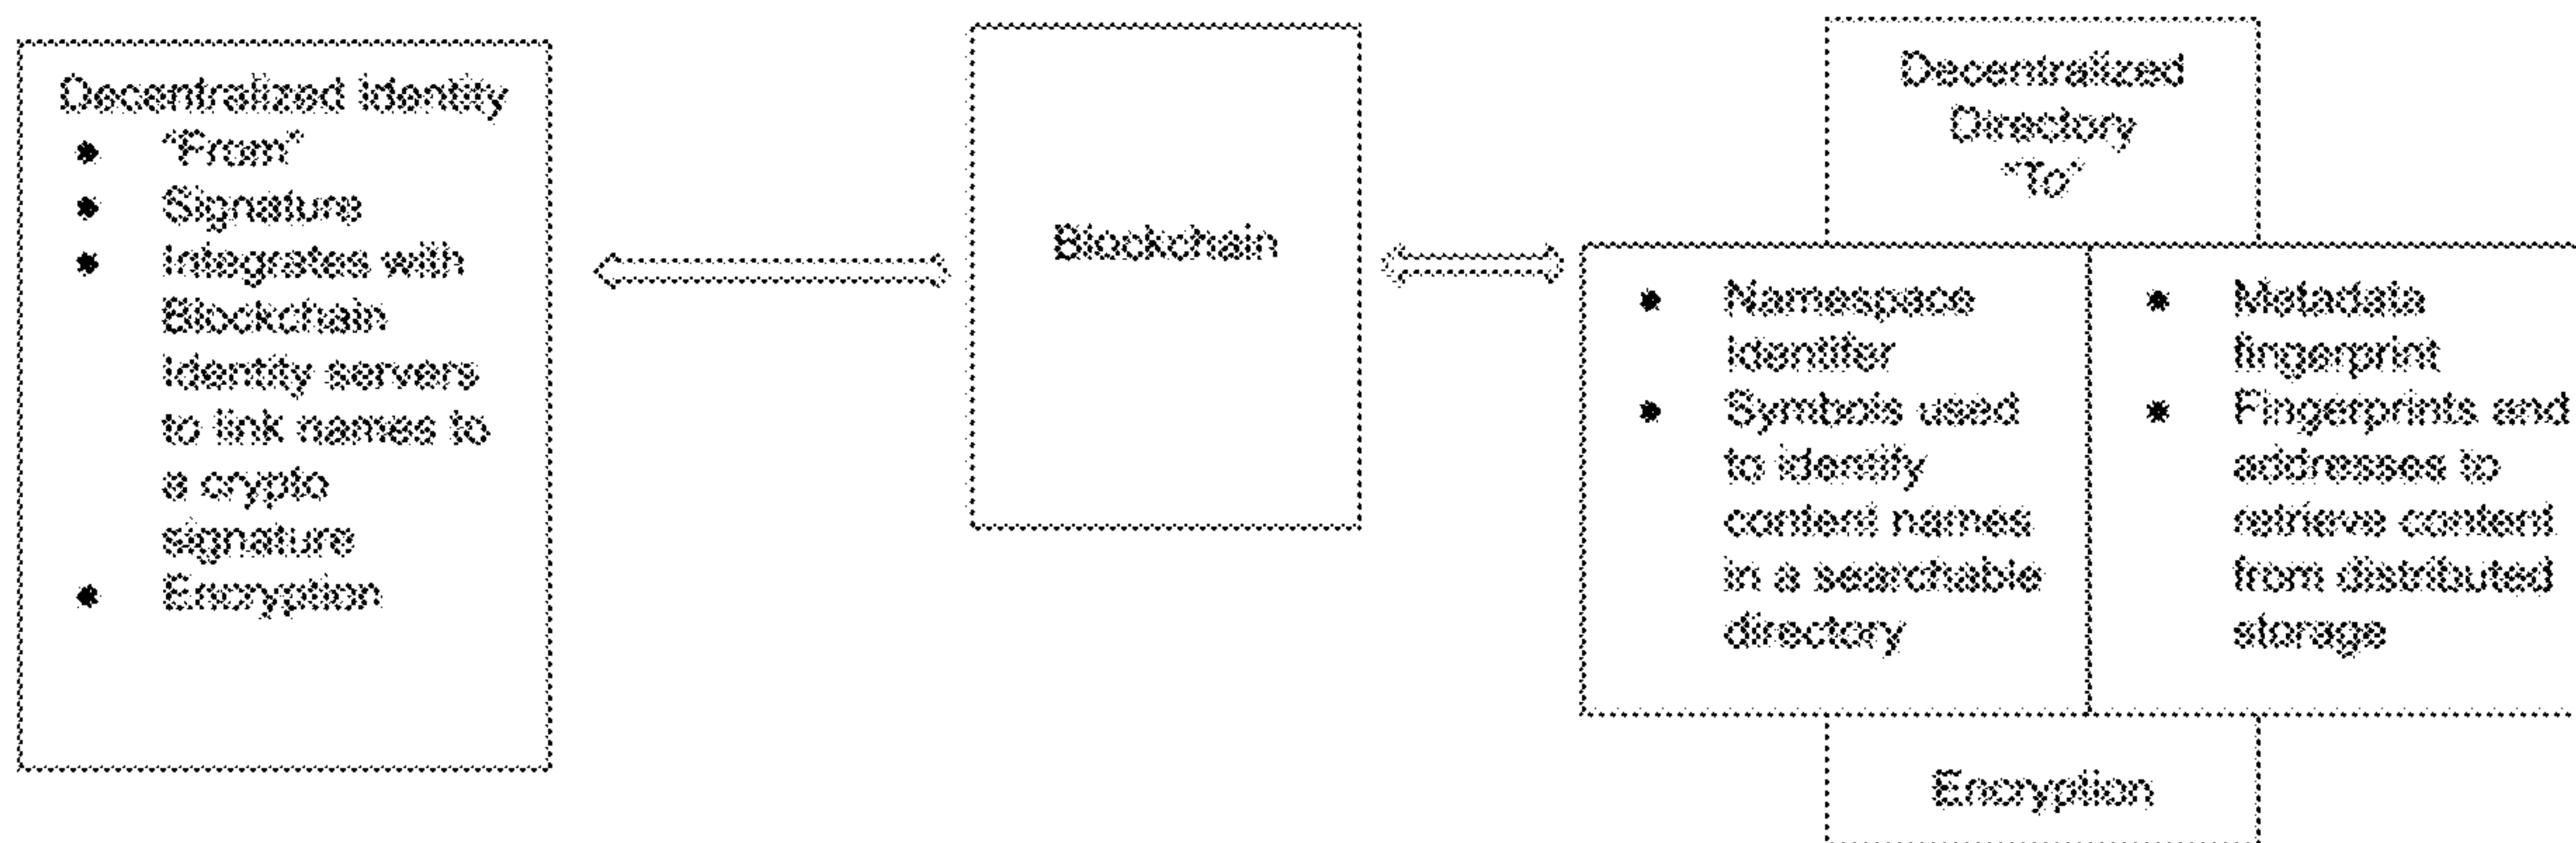 Decentralized Identity
• "From"
• Signature
• Integrates with
Blockchain
Identity servers
to link names to
a crypto
signature
• Encryption
Blockchain
Decentralized
Directory
"To"
• Namespace
Identifer
• Symbols used
to identify
content names
in a searchable
directory
• Metadata
fingerprint
• Fingerprints and
addresses to
retrieve content
from distributed
storage
Encryption